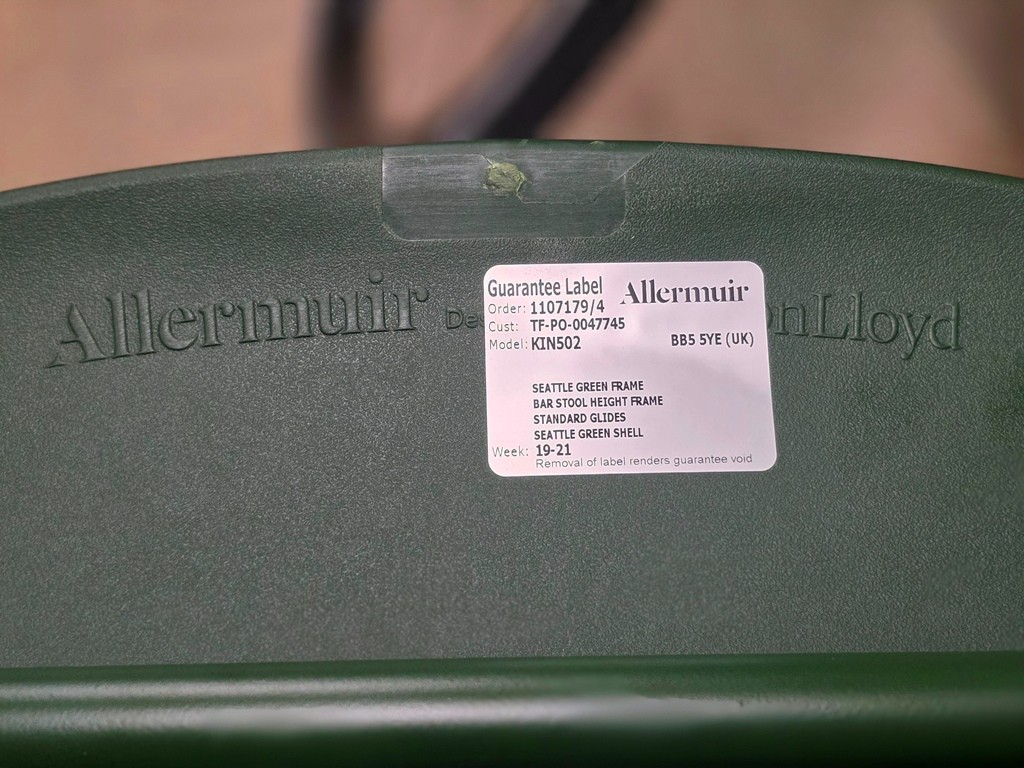 Allermuir De onLloyd
Guarantee Label Allermuir
Order: 1107179/4
Cust: TF-PO-0047745
Model: KIN502 BB5 5YE (UK)
SEATTLE GREEN FRAME
BAR STOOL HEIGHT FRAME
STANDARD GLIDES
SEATTLE GREEN SHELL
Week: 19-21
Removal of label renders guarantee void